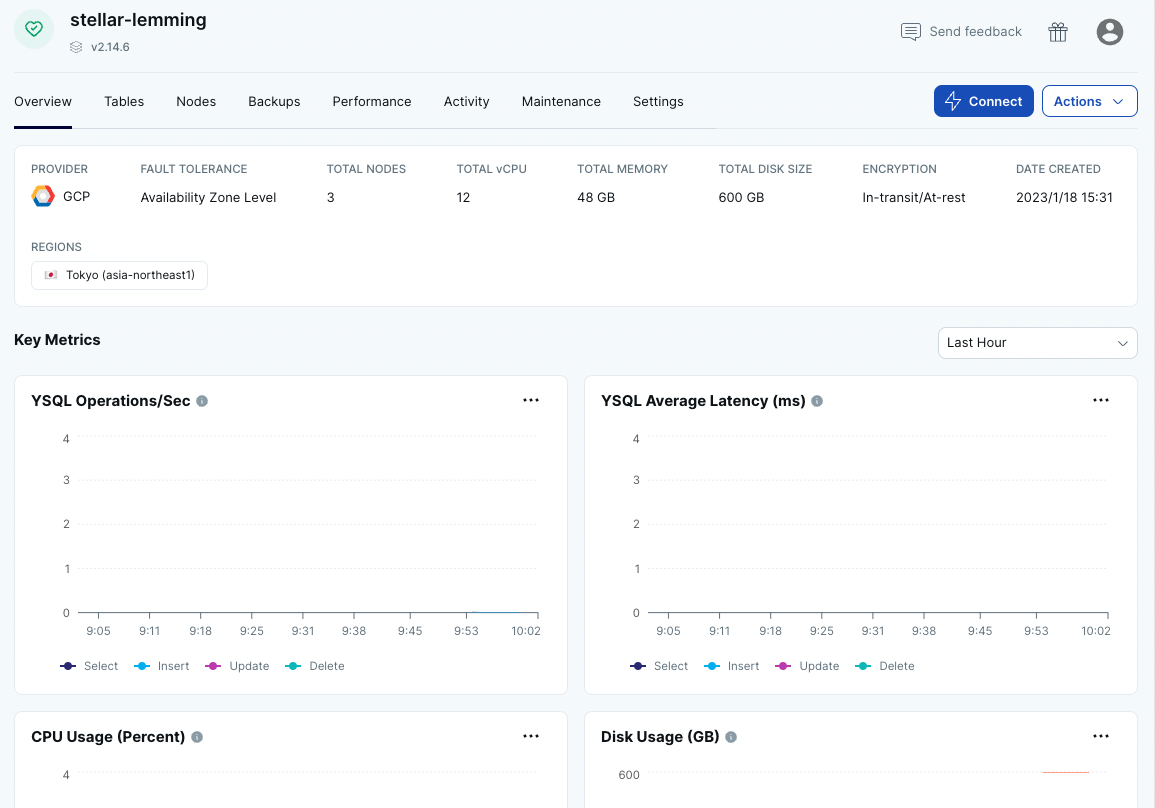 stellar-lemming
v2.14.6
Send feedback
Overview Tables Nodes Backups Performance Activity Maintenance Settings Connect Actions
PROVIDER FAULT TOLERANCE TOTAL NODES TOTAL vCPU TOTAL MEMORY TOTAL DISK SIZE ENCRYPTION DATE CREATED
GCP Availability Zone Level 3 12 48 GB 600 GB In-transit/At-rest 2023/1/18 15:31
REGIONS
Tokyo (asia-northeast1)
Key Metrics
Last Hour
YSQL Operations/Sec
4
3
2
1
0
9:05 9:11 9:18 9:25 9:31 9:38 9:45 9:53 10:02
Select Insert Update Delete
YSQL Average Latency (ms)
4
3
2
1
0
9:05 9:11 9:18 9:25 9:31 9:38 9:45 9:53 10:02
Select Insert Update Delete
CPU Usage (Percent)
4
Disk Usage (GB)
600